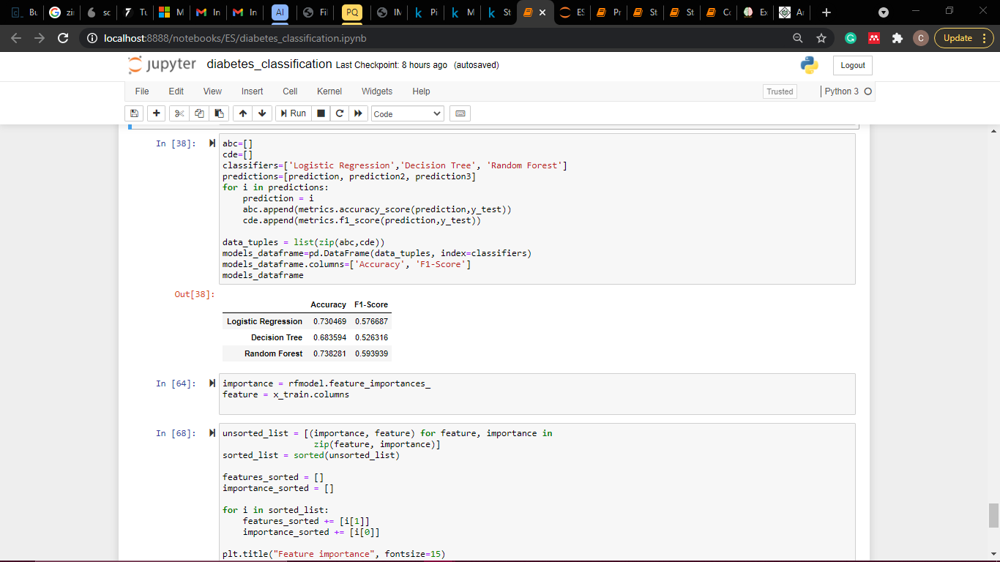 Bu
zir
sc
Tu
M
In
In
AI
Fil
PQ
IM
Pi
M
St
ES
Pr
St
St
Co
Ex
Ar
localhost:8888/notebooks/ES/diabetes_classification.ipynb
C
Update
jupyter diabetes_classification Last Checkpoint: 8 hours ago (autosaved)
Logout
File Edit View Insert Cell Kernel Widgets Help
Trusted
Python 3
Run
Code
In [38]:
abc=[]
cde=[]
classifiers=['Logistic Regression','Decision Tree', 'Random Forest']
predictions=[prediction, prediction2, prediction3]
for i in predictions:
    prediction = i
    abc.append(metrics.accuracy_score(prediction,y_test))
    cde.append(metrics.f1_score(prediction,y_test))
data_tuples = list(zip(abc,cde))
models_dataframe=pd.DataFrame(data_tuples, index=classifiers)
models_dataframe.columns=['Accuracy', 'F1-Score']
models_dataframe
Out[38]:
Accuracy F1-Score
Logistic Regression 0.730469 0.576687
Decision Tree 0.683594 0.526316
Random Forest 0.738281 0.593939
In [64]:
importance = rfmodel.feature_importances_
feature = x_train.columns
In [68]:
unsorted_list = [(importance, feature) for feature, importance in
                  zip(feature, importance)]
sorted_list = sorted(unsorted_list)
features_sorted = []
importance_sorted = []
for i in sorted_list:
    features_sorted += [i[1]]
    importance_sorted += [i[0]]
plt.title("Feature importance", fontsize=15)